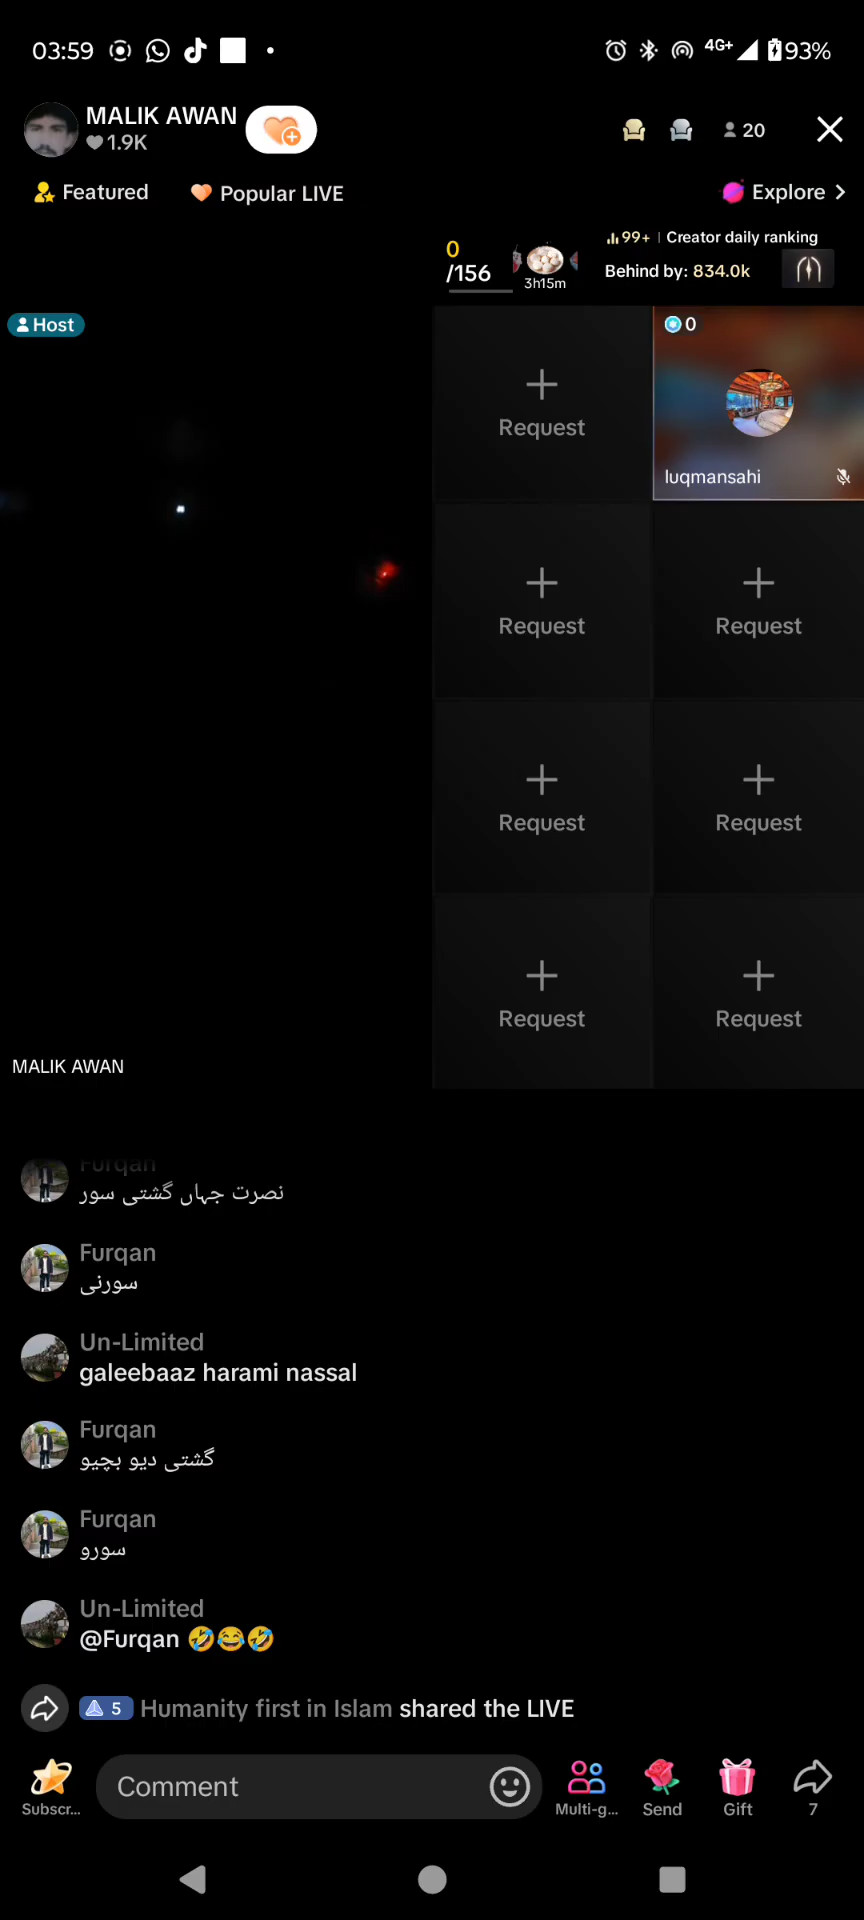 03:59
4G+
93%
MALIK AWAN
1.9K
20
Featured
Popular LIVE
Explore
0
/156
3h15m
99+ | Creator daily ranking
Behind by: 834.0k
Host
Request
0
luqmansahi
Request
Request
Request
Request
Request
Request
MALIK AWAN
Furqan
نصرت جہاں گشتی سور
Furqan
سورنی
Un-Limited
galeebaaz harami nassal
Furqan
گشتی دیو بچیو
Furqan
سورو
Un-Limited
@Furqan 🤣😂🤣
5 Humanity first in Islam shared the LIVE
Comment
Subscr...
Multi-g...
Send
Gift
7